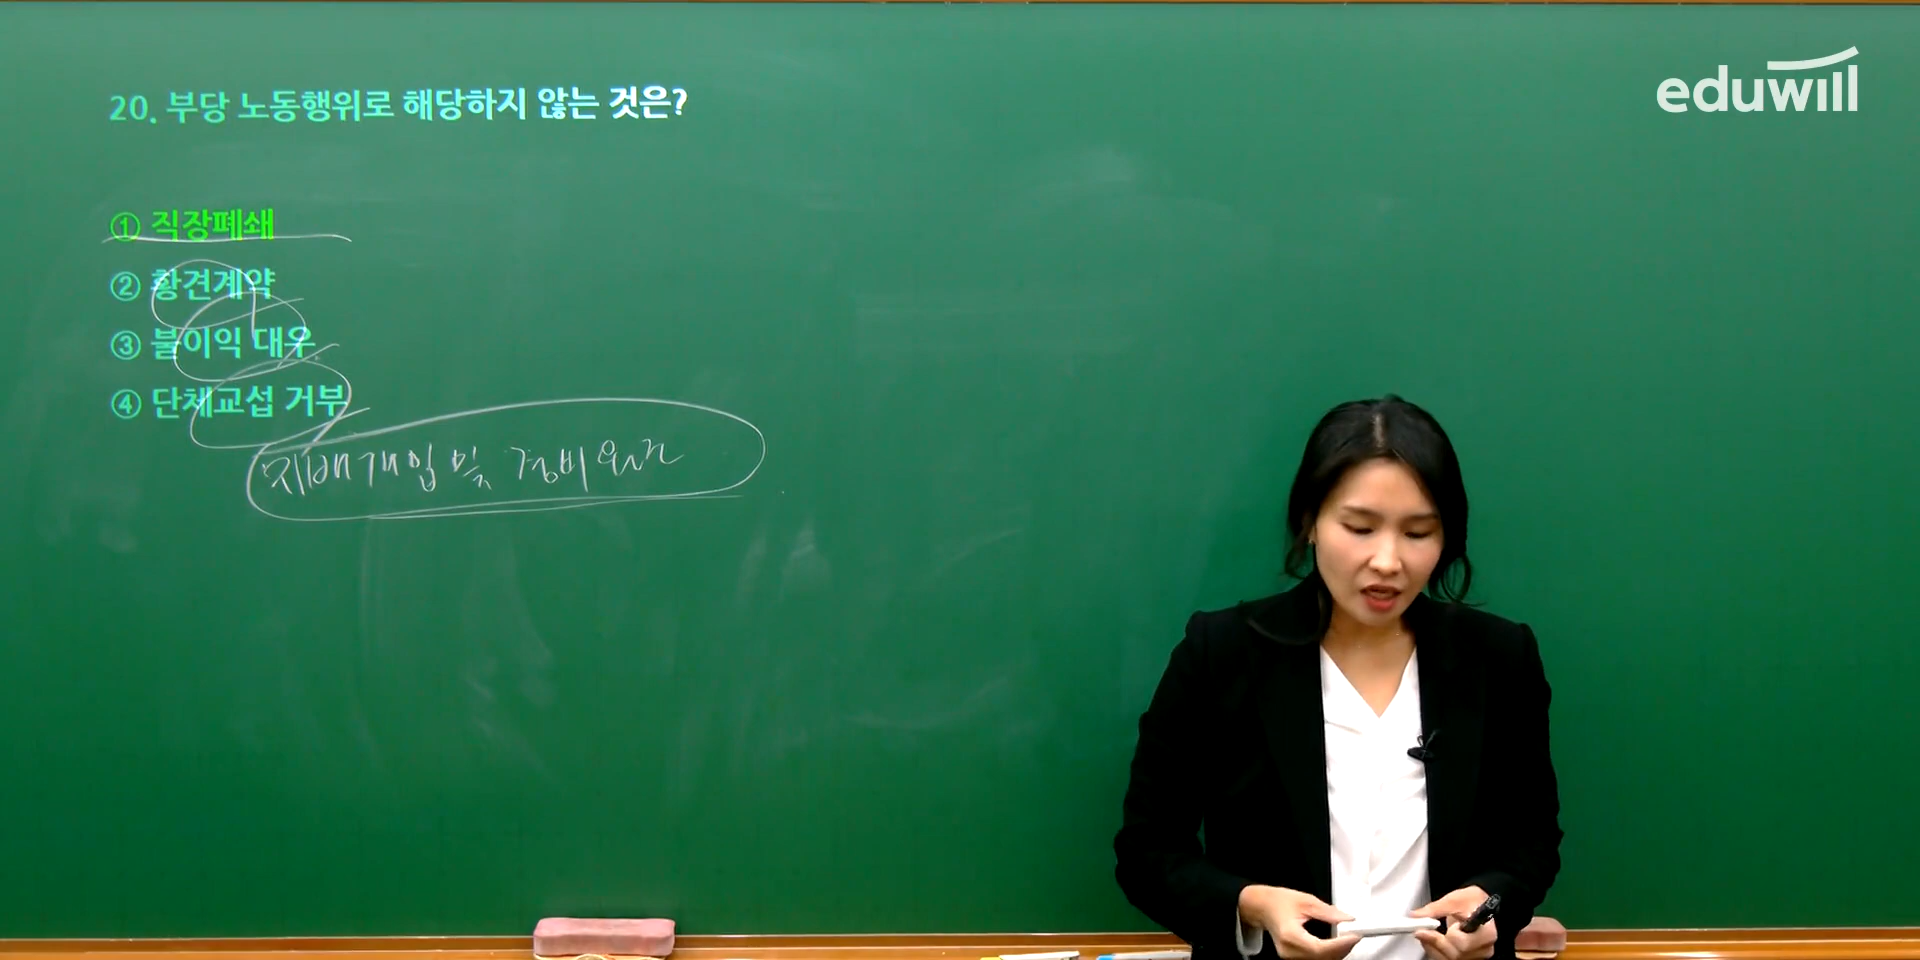 eduwill
20. 부당 노동행위로 해당하지 않는 것은?
① 직장폐쇄
② 황견계약
③ 불이익 대우
④ 단체교섭 거부
지배개입 및 경비원조